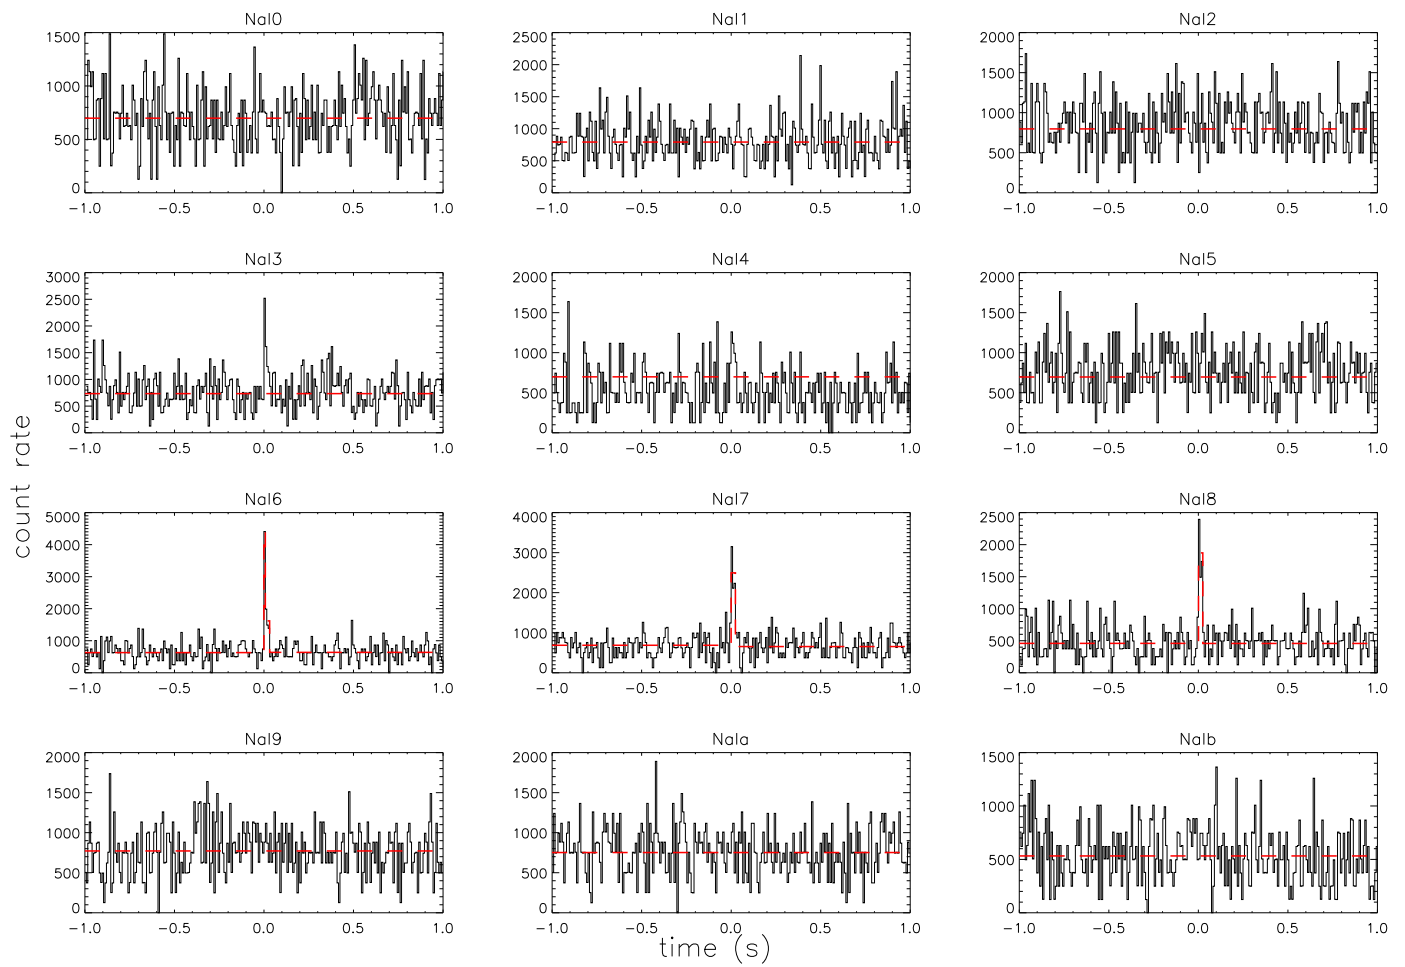 NaI0 NaI1 NaI2
1500 2500 2000
1000 2000 1500
500 1500 1000
0 1000 500
500 0
0
-1.0 -0.5 0.0 0.5 1.0 -1.0 -0.5 0.0 0.5 1.0 -1.0 -0.5 0.0 0.5 1.0
NaI3 NaI4 NaI5
3000 2000 2000
2500 1500 1500
2000 1000 1000
1500 500 500
1000 0 0
500
0
-1.0 -0.5 0.0 0.5 1.0 -1.0 -0.5 0.0 0.5 1.0 -1.0 -0.5 0.0 0.5 1.0
count rate
NaI6 NaI7 NaI8
5000 4000 2500
4000 3000 2000
3000 2000 1500
2000 1000 1000
1000 0 500
0 0
-1.0 -0.5 0.0 0.5 1.0 -1.0 -0.5 0.0 0.5 1.0 -1.0 -0.5 0.0 0.5 1.0
NaI9 NaIa NaIb
2000 2000 1500
1500 1500 1000
1000 1000 500
500 500 0
0 0
-1.0 -0.5 0.0 0.5 1.0 -1.0 -0.5 0.0 0.5 1.0 -1.0 -0.5 0.0 0.5 1.0
time (s)